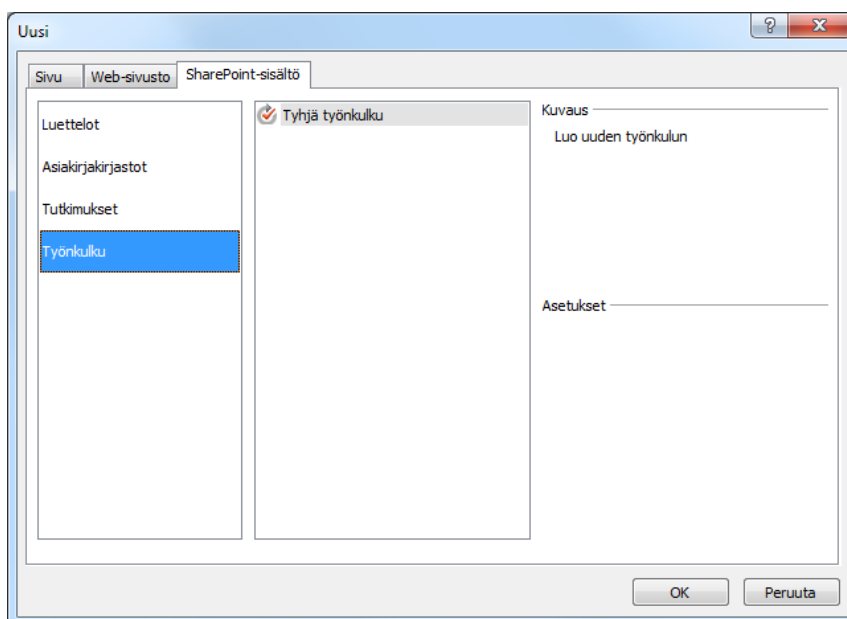 Uusi
Sivu
Web-sivusto
SharePoint-sisältö
Luettelot
Asiakirjakirjastot
Tutkimukset
Työnkulku
Tyhjä työnkulku
Kuvaus
Luo uuden työnkulun
Asetukset
OK
Peruuta